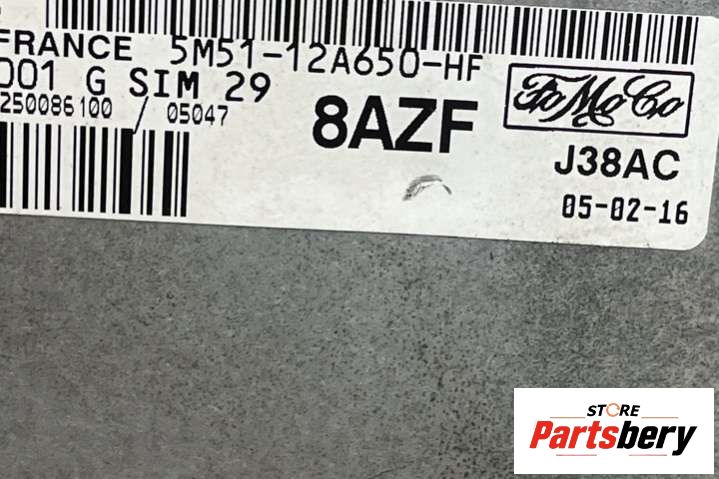 FRANCE 5M51-12A650-HF
001 G SIM 29
250086100 / 05047
8AZF
FoMoCo
J38AC
05-02-16
STORE
Partsbery